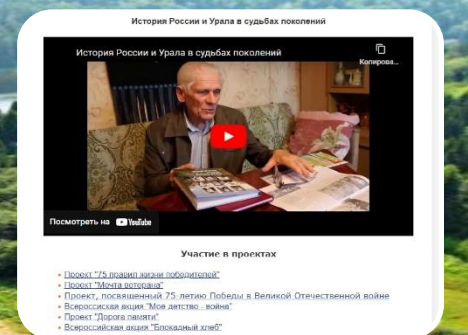 История России и Урала в судьбах поколений
История России и Урала в судьбах поколений
Копирова...
Посмотреть на YouTube
Участие в проектах
Проект "75 правил жизни победителей"
Проект "Мечта ветерана"
Проект, посвященный 75-летию Победы в Великой Отечественной войне
Всероссийская акция "Моё детство - война"
Проект "Дорога памяти"
Всероссийская акция "Блокадный хлеб"